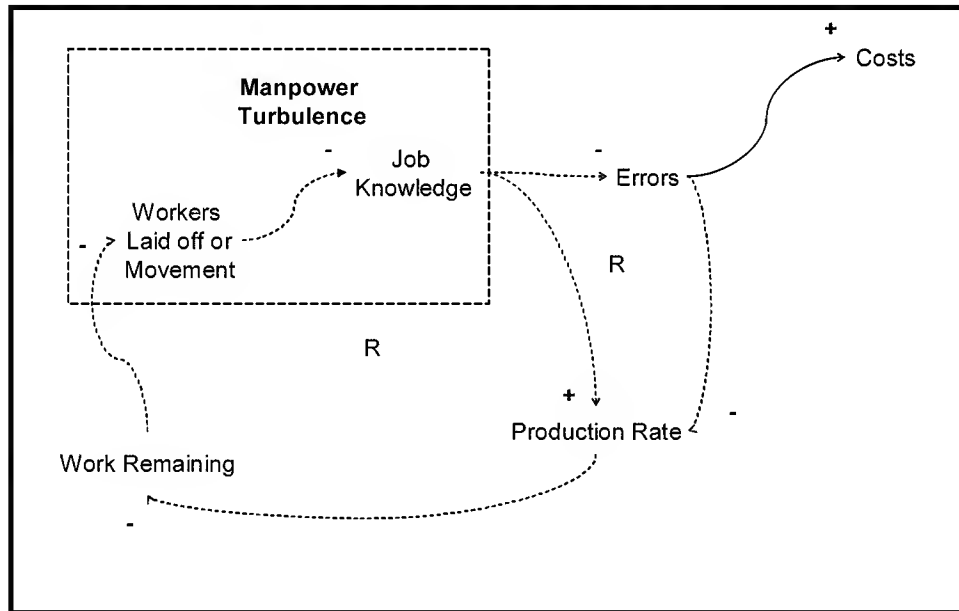 +
Costs
Manpower
Turbulence
-
Job
Knowledge
-
Errors
Workers
Laid off or
Movement
-
R
R
+
Production Rate
-
Work Remaining
-